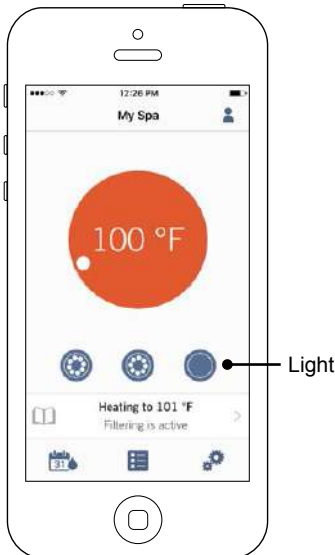 12:26 PM
My Spa
100 °F
Light
Heating to 101 °F
Filtering is active
31